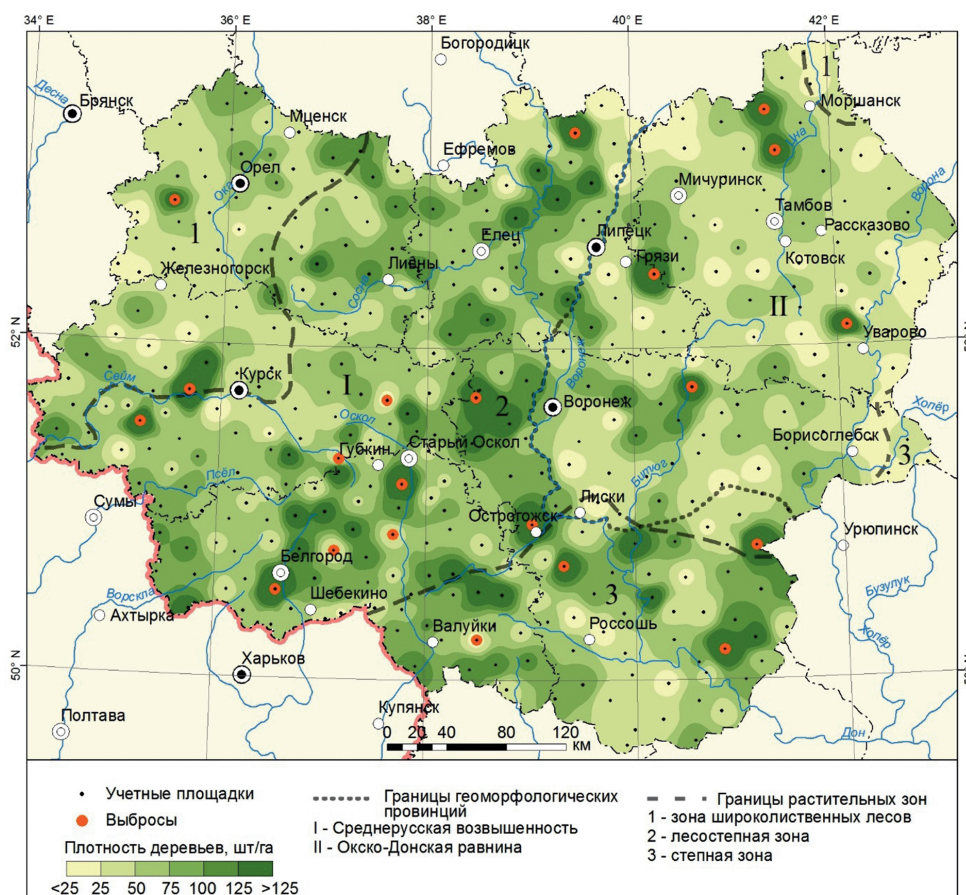 34° E 36° E 38° E 40° E 42° E
Богородицк
1
Десна
Брянск
Моршанск
Мценск
Цна
Ефремов
Орел
Ока
Ворона
Мичуринск
Тамбов
1
Елец
Липецк
Рассказово
Железногорск
Ливны
Грязи
Котовск
Сосна
II
52° N
Уварово
Сейм
Курск
I
Воронеж
2
Воронеж
Оскол
Хопёр
Губкин
Старый Оскол
Борисоглебск
3
Псёл
Битюг
Сумы
Лиски
Острогожск
Урюпинск
Белгород
Ворскла
Шебекино
3
Бузулук
Ахтырка
Валуйки
Россошь
Хопёр
50° N
Харьков
Полтава
Купянск
0 20 40 80 120
км
Дон
Учетные площадки
Выбросы
Плотность деревьев, шт/га
<25 25 50 75 100 125 >125
Границы геоморфологических
провинций
I - Среднерусская возвышенность
II - Окско-Донская равнина
Границы растительных зон
1 - зона широколиственных лесов
2 - лесостепная зона
3 - степная зона